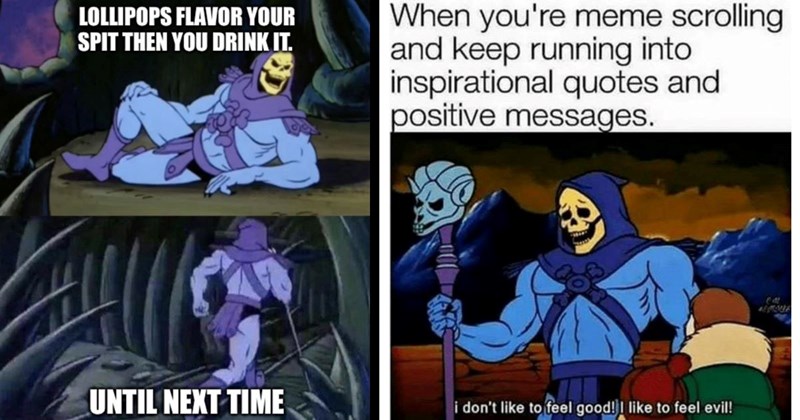 LOLLIPOPS FLAVOR YOUR
SPIT THEN YOU DRINK IT.
UNTIL NEXT TIME
When you're meme scrolling
and keep running into
inspirational quotes and
positive messages.
i don't like to feel good! I like to feel evil!